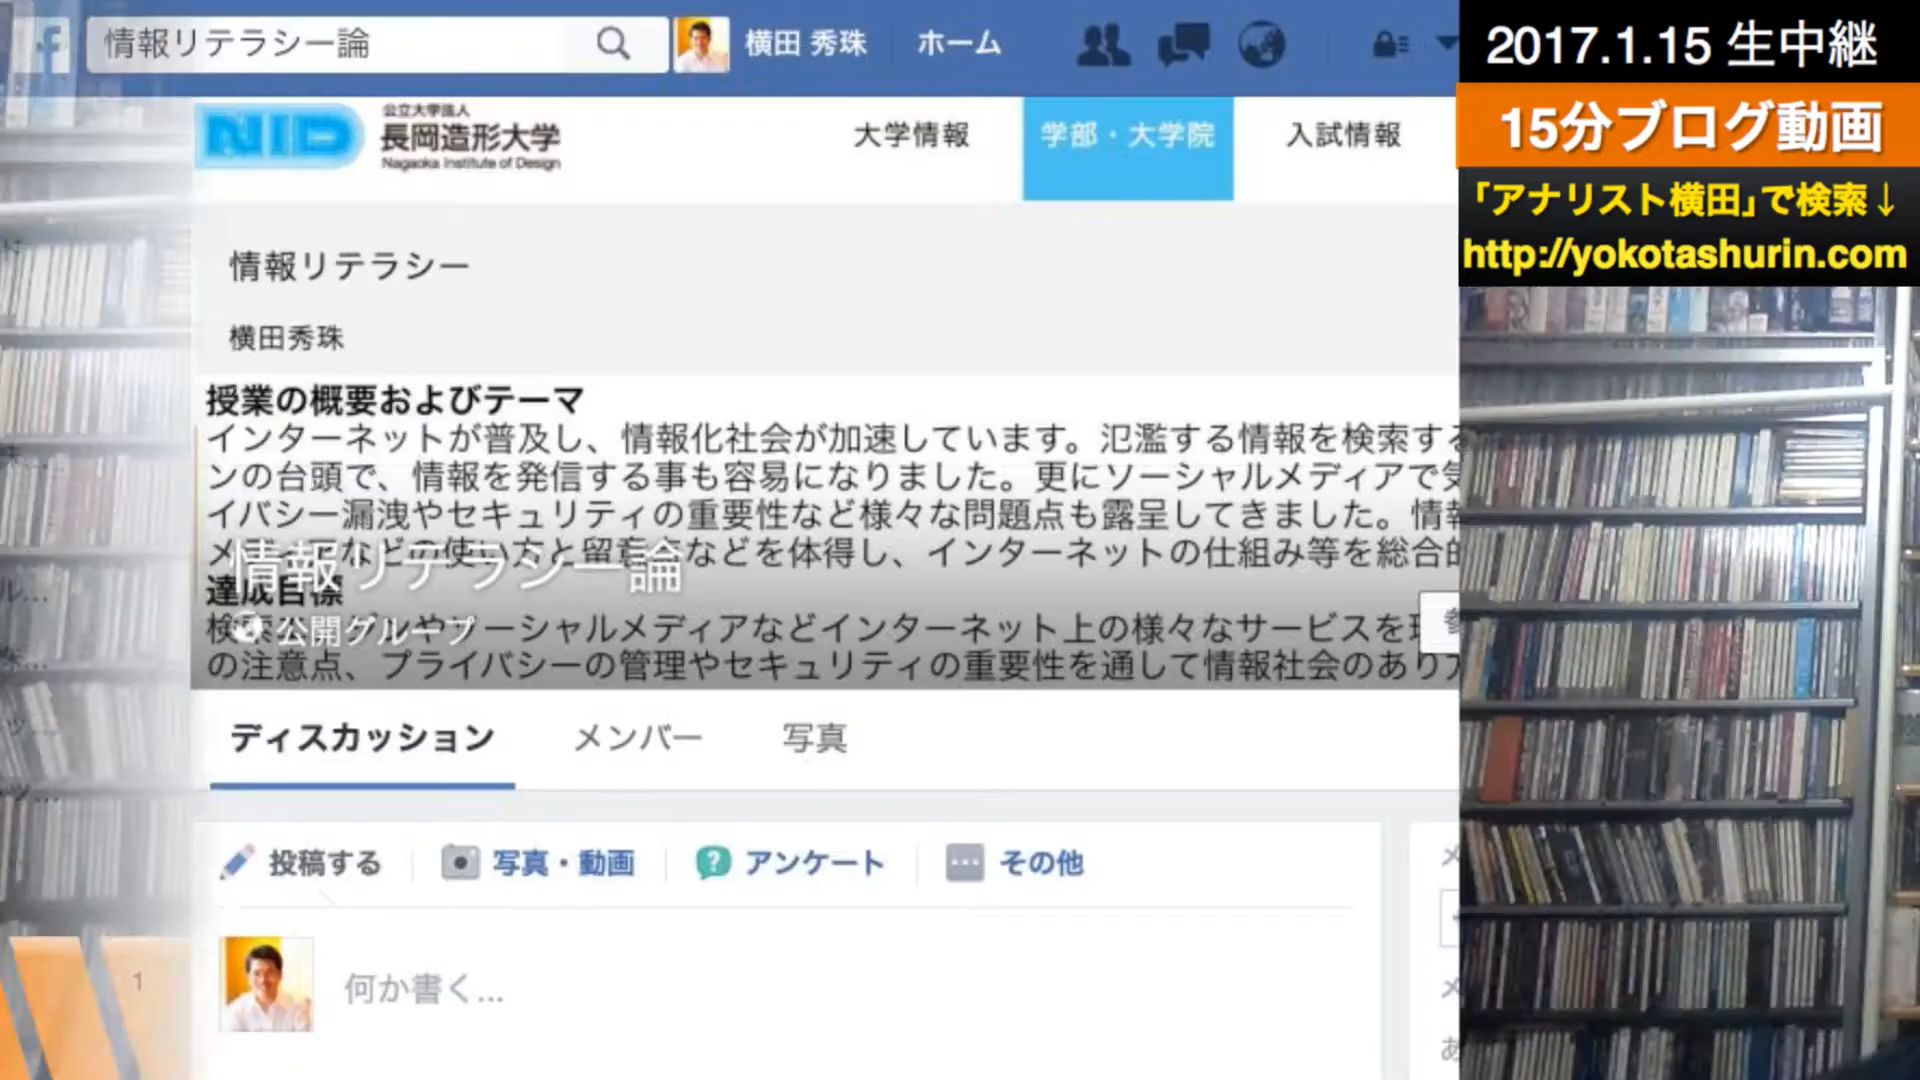 情報リテラシー論
横田 秀珠
ホーム
2017.1.15 生中継
15分ブログ動画
「アナリスト横田」で検索↓
http://yokotashurin.com
NID
公立大学法人
長岡造形大学
Nagaoka Institute of Design
大学情報
学部・大学院
入試情報
情報リテラシー
横田秀珠
授業の概要およびテーマ
インターネットが普及し、情報化社会が加速しています。氾濫する情報を検索する
ンの台頭で、情報を発信する事も容易になりました。更にソーシャルメディアで気
イバシー漏洩やセキュリティの重要性など様々な問題点も露呈してきました。情報
などの使い方と留意点などを体得し、インターネットの仕組み等を総合的
情報リテラシー論
達成目標
ーシャルメディアなどインターネット上の様々なサービスを
公開グループ
の注意点、プライバシーの管理やセキュリティの重要性を通して情報社会のあり方
ディスカッション
メンバー
写真
投稿する
写真・動画
アンケート
その他
何か書く...
1